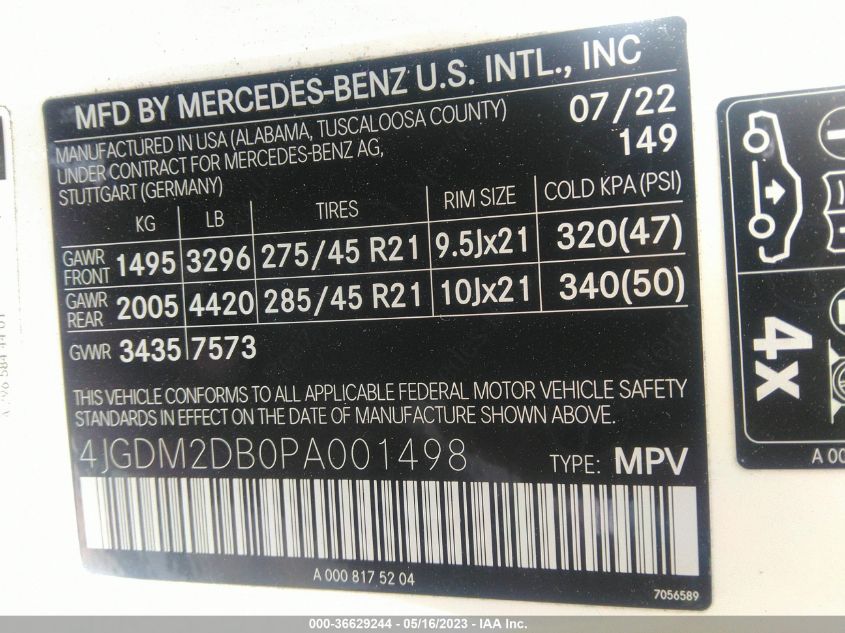 MFD BY MERCEDES-BENZ U.S. INTL., INC
MANUFACTURED IN USA (ALABAMA, TUSCALOOSA COUNTY) 07/22
UNDER CONTRACT FOR MERCEDES-BENZ AG, 149
STUTTGART (GERMANY)
KG LB TIRES RIM SIZE COLD KPA (PSI)
GAWR FRONT 1495 3296 275/45 R21 9.5Jx21 320(47)
GAWR REAR 2005 4420 285/45 R21 10Jx21 340(50)
GVWR 3435 7573
THIS VEHICLE CONFORMS TO ALL APPLICABLE FEDERAL MOTOR VEHICLE SAFETY
STANDARDS IN EFFECT ON THE DATE OF MANUFACTURE SHOWN ABOVE.
4JGDM2DB0PA001498 TYPE: MPV
A 000 817 52 04
7056589
4x
A 00
000-36629244 - 05/16/2023 - IAA Inc.